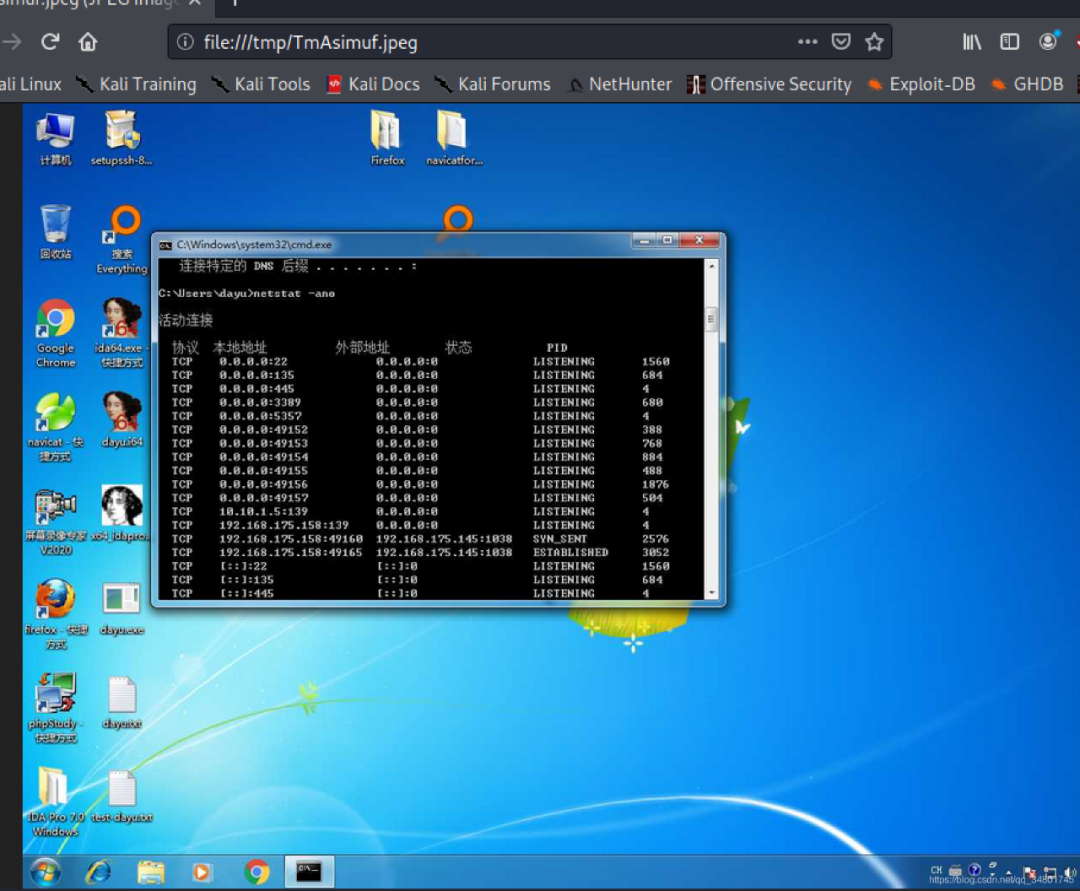 simuf.jpeg (JPEG Image
file:///tmp/TmAsimuf.jpeg
ali Linux Kali Training Kali Tools Kali Docs Kali Forums NetHunter Offensive Security Exploit-DB GHDB
计算机 setupssh-8... Firefox navicatfor...
回收站 搜索
Everything
Google
Chrome
ida64.exe -
快捷方式
navicat - 快
捷方式
dayu.i64
屏幕录像专家
V2020
x64_idapro...
firefox - 快捷
方式
dayu.exe
phpStudy -
快捷方式
dayu.txt
IDA Pro 7.0
Windows
test-dayu.txt
C:\Windows\system32\cmd.exe
连接特定的 DNS 后缀 . . . . . . . :
C:\Users\dayu>netstat -ano
活动连接
协议 本地地址 外部地址 状态 PID
TCP 0.0.0.0:22 0.0.0.0:0 LISTENING 1560
TCP 0.0.0.0:135 0.0.0.0:0 LISTENING 684
TCP 0.0.0.0:445 0.0.0.0:0 LISTENING 4
TCP 0.0.0.0:3389 0.0.0.0:0 LISTENING 680
TCP 0.0.0.0:5357 0.0.0.0:0 LISTENING 4
TCP 0.0.0.0:49152 0.0.0.0:0 LISTENING 388
TCP 0.0.0.0:49153 0.0.0.0:0 LISTENING 768
TCP 0.0.0.0:49154 0.0.0.0:0 LISTENING 884
TCP 0.0.0.0:49155 0.0.0.0:0 LISTENING 488
TCP 0.0.0.0:49156 0.0.0.0:0 LISTENING 1876
TCP 0.0.0.0:49157 0.0.0.0:0 LISTENING 504
TCP 10.10.1.5:139 0.0.0.0:0 LISTENING 4
TCP 192.168.175.158:139 0.0.0.0:0 LISTENING 4
TCP 192.168.175.158:49160 192.168.175.145:1038 SYN_SENT 2576
TCP 192.168.175.158:49165 192.168.175.145:1038 ESTABLISHED 3052
TCP [::]:22 [::]:0 LISTENING 1560
TCP [::]:135 [::]:0 LISTENING 684
TCP [::]:445 [::]:0 LISTENING 4
CH
https://blog.csdn.net/qq_34801745